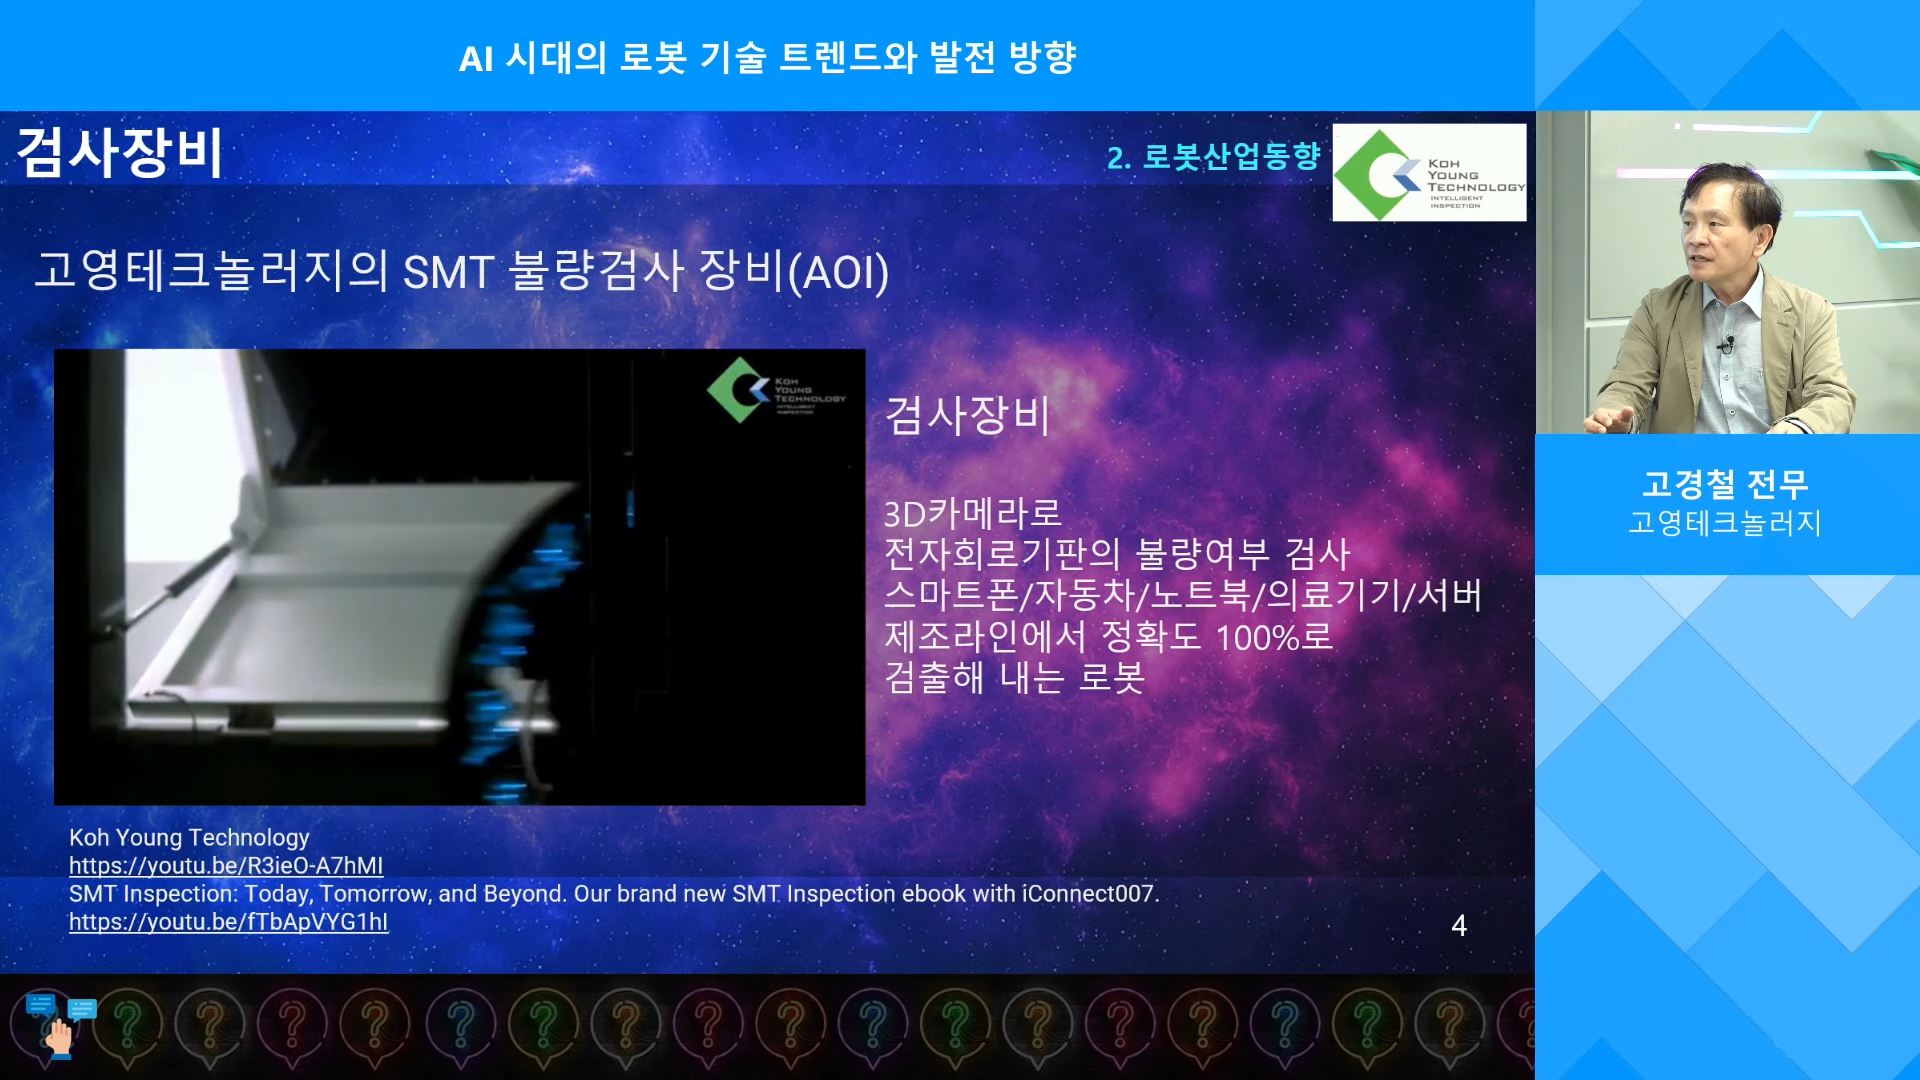 AI 시대의 로봇 기술 트렌드와 발전 방향
검사장비
2. 로봇산업동향
KOH
YOUNG
TECHNOLOGY
INTELLIGENT
INSPECTION
고영테크놀러지의 SMT 불량검사 장비(AOI)
KOH
YOUNG
TECHNOLOGY
INTELLIGENT
INSPECTION
검사장비
3D카메라로
전자회로기판의 불량여부 검사
스마트폰/자동차/노트북/의료기기/서버
제조라인에서 정확도 100%로
검출해 내는 로봇
고경철 전무
고영테크놀러지
Koh Young Technology
https://youtu.be/R3ieO-A7hMI
SMT Inspection: Today, Tomorrow, and Beyond. Our brand new SMT Inspection ebook with iConnect007.
https://youtu.be/fTbApVYG1hI
4